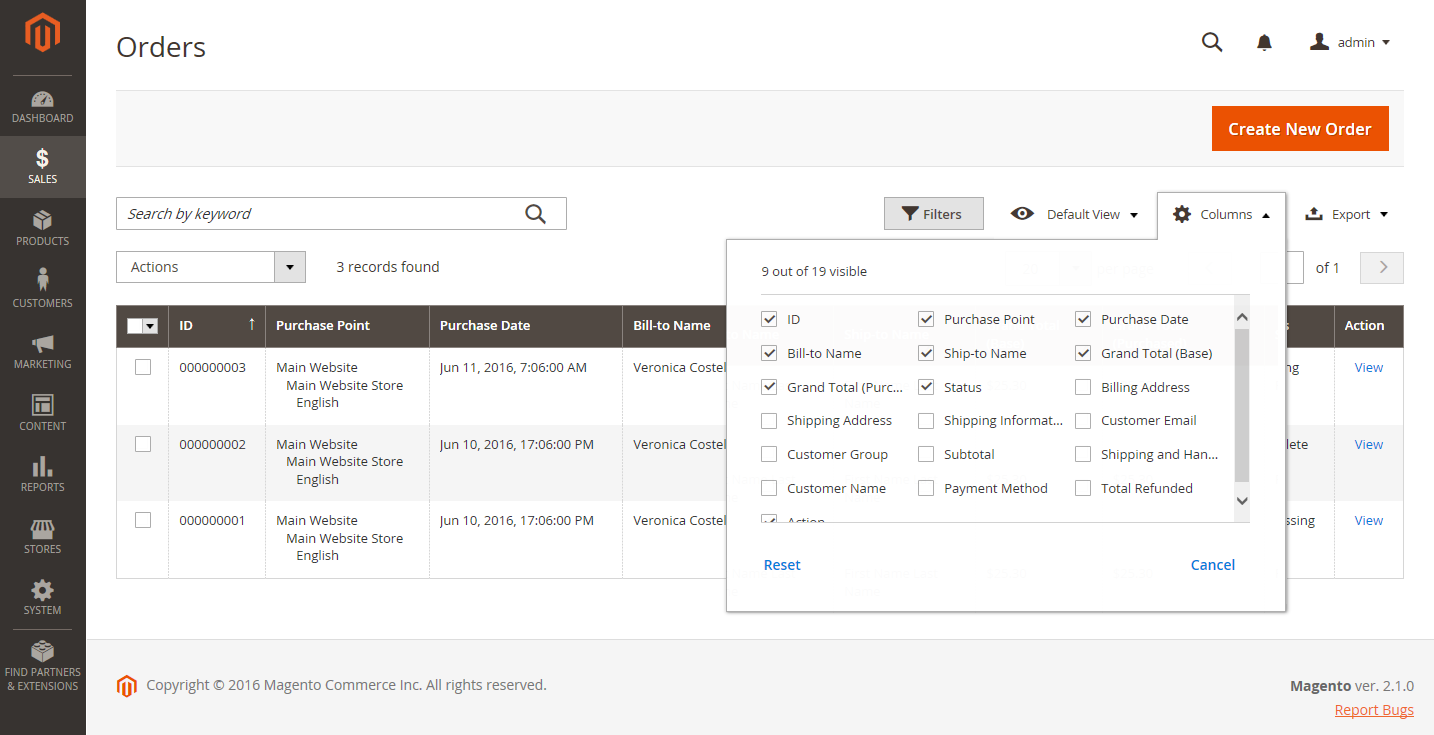 Orders
admin
DASHBOARD
SALES
PRODUCTS
CUSTOMERS
MARKETING
CONTENT
REPORTS
STORES
SYSTEM
FIND PARTNERS
& EXTENSIONS
Create New Order
Search by keyword
Filters
Default View
Columns
Export
Actions
3 records found
of 1
9 out of 19 visible
ID
Purchase Point
Purchase Date
Bill-to Name
Ship-to Name
Grand Total (Base)
Grand Total (Purc...
Status
Billing Address
Shipping Address
Shipping Informat...
Customer Email
Customer Group
Subtotal
Shipping and Han...
Customer Name
Payment Method
Total Refunded
Action
Reset
Cancel
ID ↑ Purchase Point Purchase Date Bill-to Name s Action
000000003 Main Website Jun 11, 2016, 7:06:00 AM Veronica Costel ng View
Main Website Store
English
000000002 Main Website Jun 10, 2016, 17:06:00 PM Veronica Costel lete View
Main Website Store
English
000000001 Main Website Jun 10, 2016, 17:06:00 PM Veronica Costel ssing View
Main Website Store
English
Copyright © 2016 Magento Commerce Inc. All rights reserved.
Magento ver. 2.1.0
Report Bugs